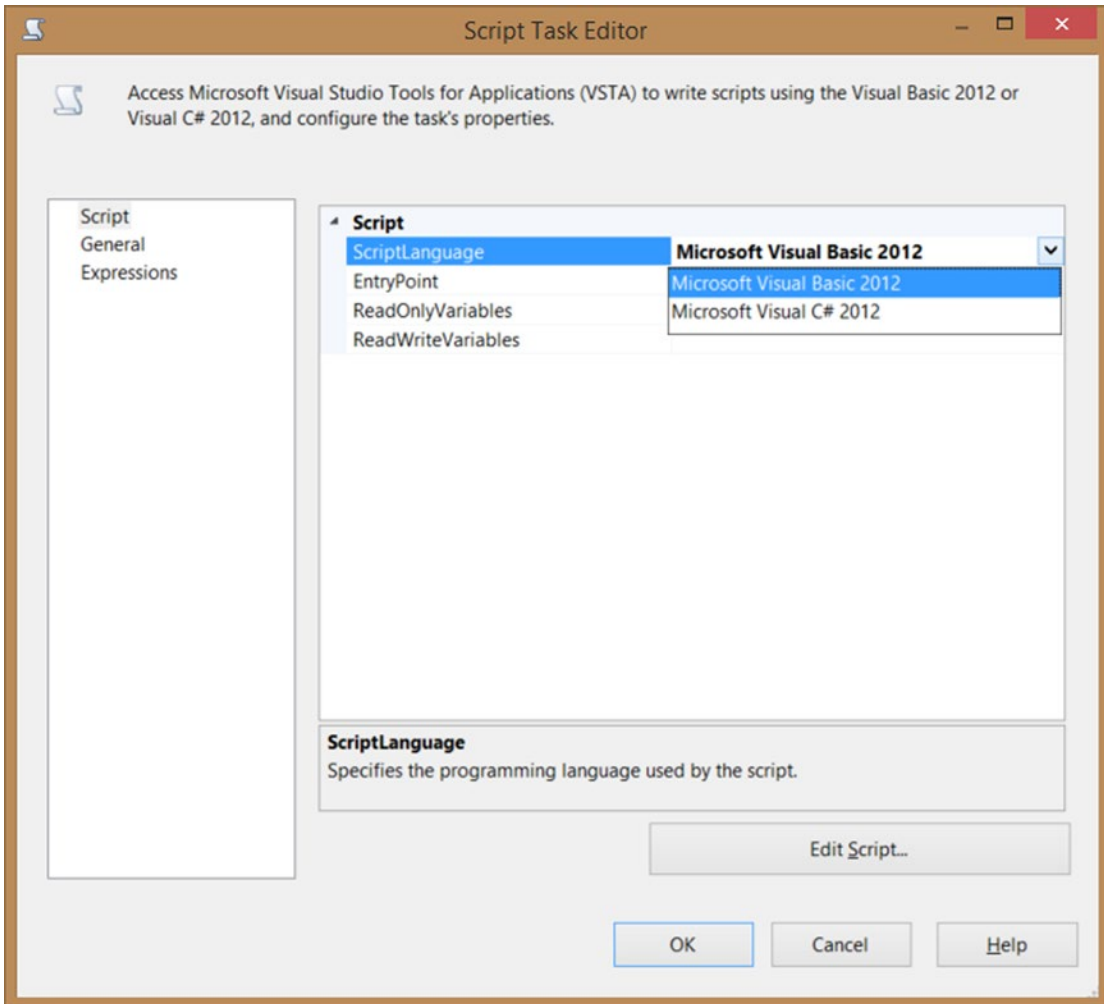 Script Task Editor
Access Microsoft Visual Studio Tools for Applications (VSTA) to write scripts using the Visual Basic 2012 or
Visual C# 2012, and configure the task's properties.
Script
General
Expressions
Script
ScriptLanguage
Microsoft Visual Basic 2012
EntryPoint
Microsoft Visual Basic 2012
ReadOnlyVariables
Microsoft Visual C# 2012
ReadWriteVariables
ScriptLanguage
Specifies the programming language used by the script.
Edit Script...
OK
Cancel
Help